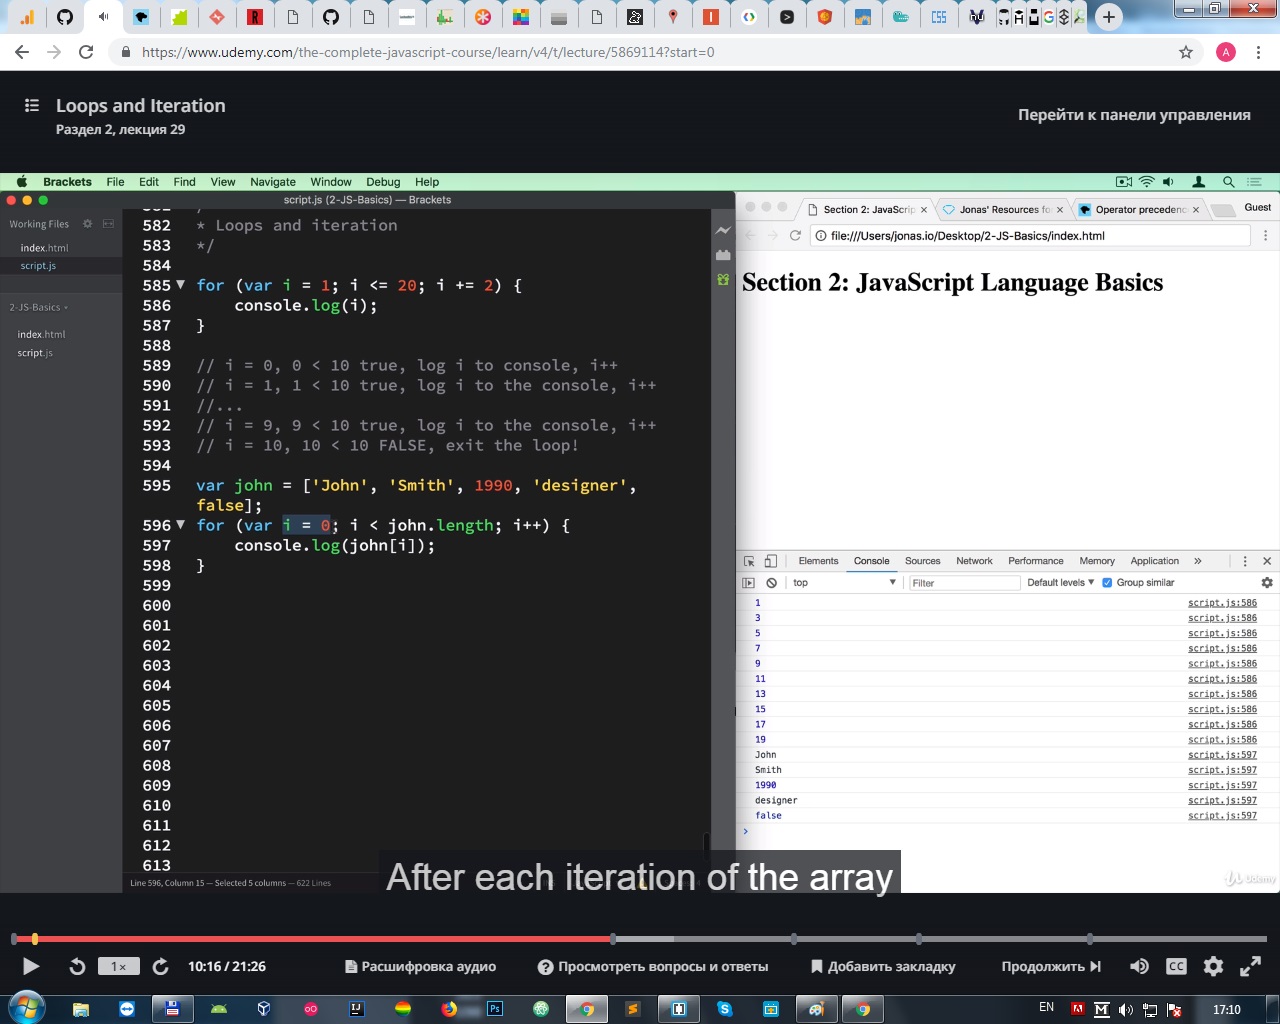 https://www.udemy.com/the-complete-javascript-course/learn/v4/t/lecture/5869114?start=0
A
Loops and Iteration
Раздел 2, лекция 29
Перейти к панели управления
Brackets File Edit Find View Navigate Window Debug Help
script.js (2-JS-Basics) — Brackets
Working Files
index.html
script.js
2-JS-Basics
index.html
script.js
582 * Loops and iteration
583 */
584
585 for (var i = 1; i <= 20; i += 2) {
586 console.log(i);
587 }
588
589 // i = 0, 0 < 10 true, log i to console, i++
590 // i = 1, 1 < 10 true, log i to the console, i++
591 //...
592 // i = 9, 9 < 10 true, log i to the console, i++
593 // i = 10, 10 < 10 FALSE, exit the loop!
594
595 var john = ['John', 'Smith', 1990, 'designer',
false];
596 for (var i = 0; i < john.length; i++) {
597 console.log(john[i]);
598 }
599
600
601
602
603
604
605
606
607
608
609
610
611
612
613
Line 596, Column 15 — Selected 5 columns — 622 Lines
Section 2: JavaScrip
Jonas' Resources fo
Operator precedenc
Guest
file:///Users/jonas.io/Desktop/2-JS-Basics/index.html
Section 2: JavaScript Language Basics
Elements Console Sources Network Performance Memory Application »
top Filter Default levels Group similar
1 script.js:586
3 script.js:586
5 script.js:586
7 script.js:586
9 script.js:586
11 script.js:586
13 script.js:586
15 script.js:586
17 script.js:586
19 script.js:586
John script.js:597
Smith script.js:597
1990 script.js:597
designer script.js:597
false script.js:597
Udemy
After each iteration of the array
1x
10:16 / 21:26
Расшифровка аудио
Просмотреть вопросы и ответы
Добавить закладку
Продолжить
CC
EN
17:10